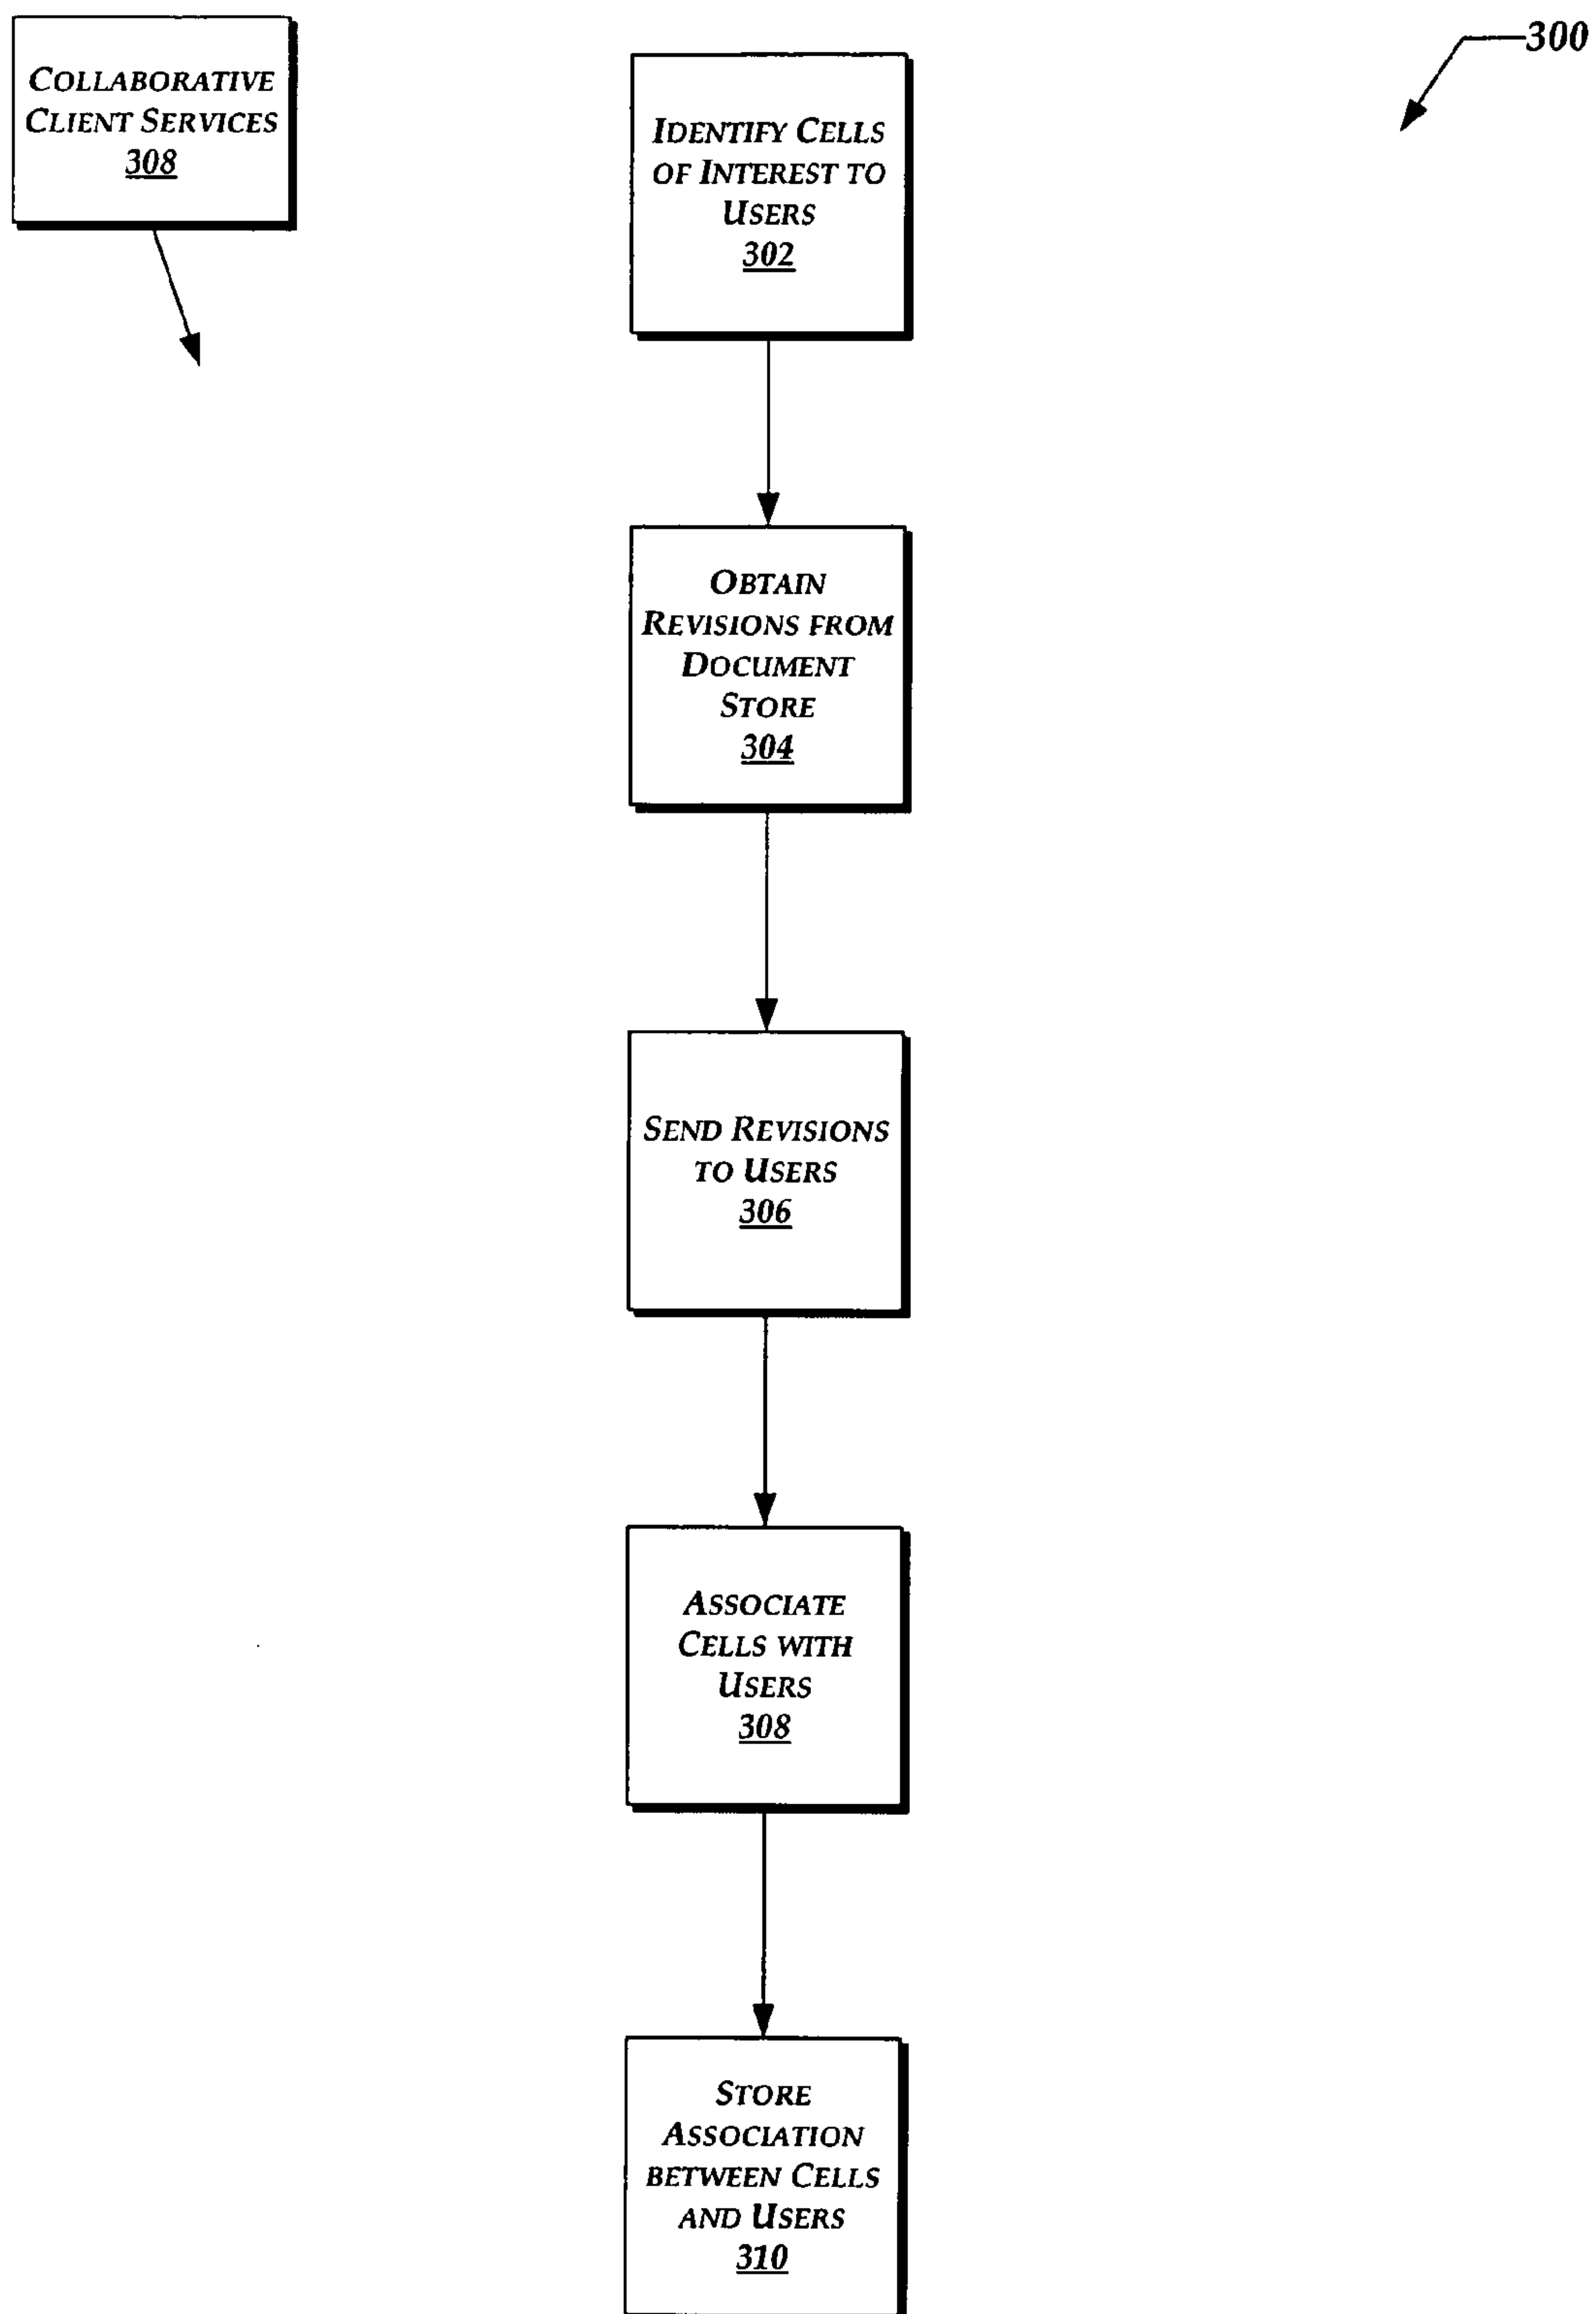 COLLABORATIVE
CLIENT SERVICES
308
300
IDENTIFY CELLS
OF INTEREST TO
USERS
302
OBTAIN
REVISIONS FROM
DOCUMENT
STORE
304
SEND REVISIONS
TO USERS
306
ASSOCIATE
CELLS WITH
USERS
308
STORE
ASSOCIATION
BETWEEN CELLS
AND USERS
310